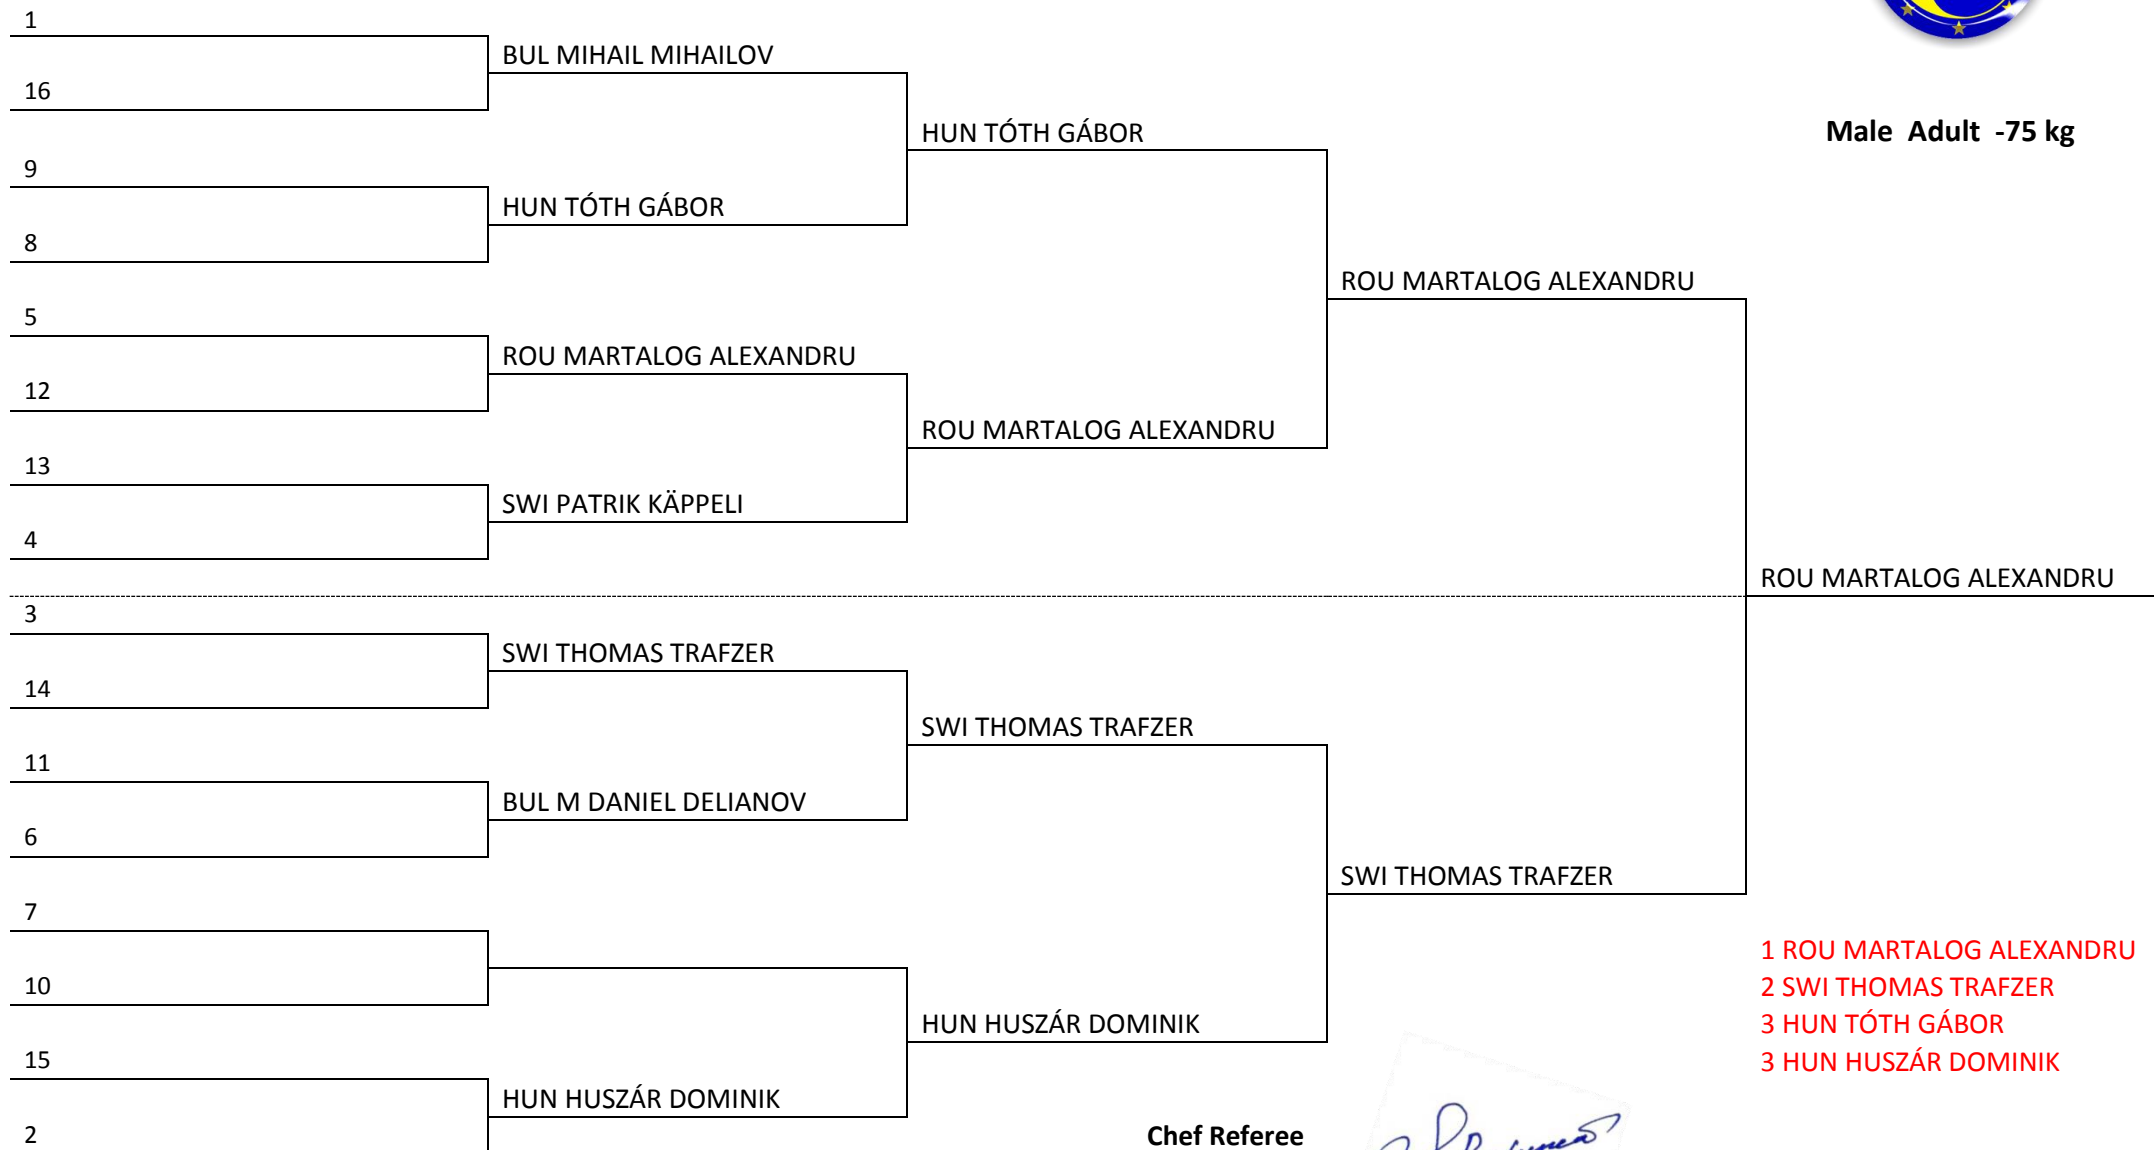 1
BUL MIHAIL MIHAILOV
16
HUN TÓTH GÁBOR
Male Adult -75 kg
9
HUN TÓTH GÁBOR
8
ROU MARTALOG ALEXANDRU
5
ROU MARTALOG ALEXANDRU
12
ROU MARTALOG ALEXANDRU
13
SWI PATRIK KÄPPELI
4
ROU MARTALOG ALEXANDRU
3
SWI THOMAS TRAFZER
14
SWI THOMAS TRAFZER
11
BUL M DANIEL DELIANOV
6
SWI THOMAS TRAFZER
7
1 ROU MARTALOG ALEXANDRU
10
2 SWI THOMAS TRAFZER
HUN HUSZÁR DOMINIK
3 HUN TÓTH GÁBOR
15
3 HUN HUSZÁR DOMINIK
HUN HUSZÁR DOMINIK
2
Chef Referee